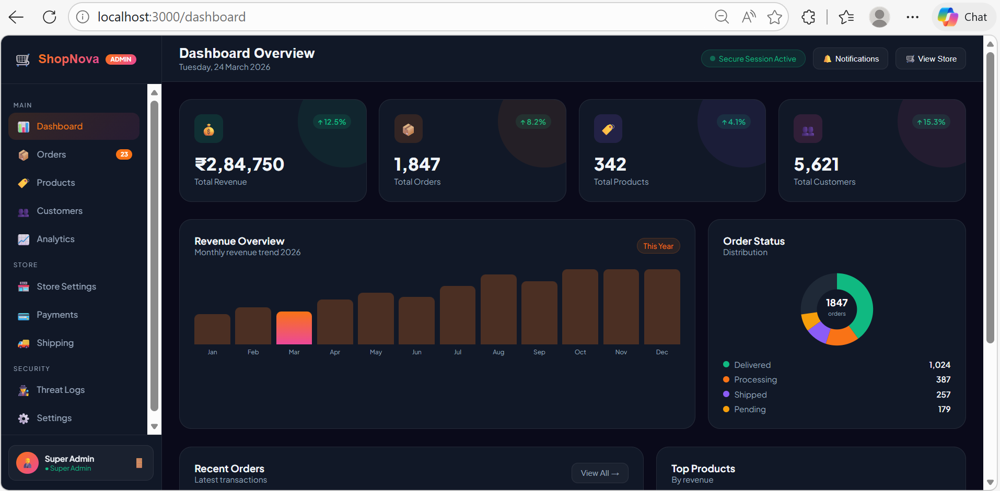 localhost:3000/dashboard
Chat
ShopNova ADMIN
MAIN
Dashboard
Orders 23
Products
Customers
Analytics
STORE
Store Settings
Payments
Shipping
SECURITY
Threat Logs
Settings
Super Admin
Super Admin
Dashboard Overview
Tuesday, 24 March 2026
Secure Session Active
Notifications
View Store
↑ 12.5%
₹2,84,750
Total Revenue
↑ 8.2%
1,847
Total Orders
↑ 4.1%
342
Total Products
↑ 15.3%
5,621
Total Customers
Revenue Overview
Monthly revenue trend 2026
This Year
Jan Feb Mar Apr May Jun Jul Aug Sep Oct Nov Dec
Order Status
Distribution
1847
orders
Delivered 1,024
Processing 387
Shipped 257
Pending 179
Recent Orders
Latest transactions
View All →
Top Products
By revenue